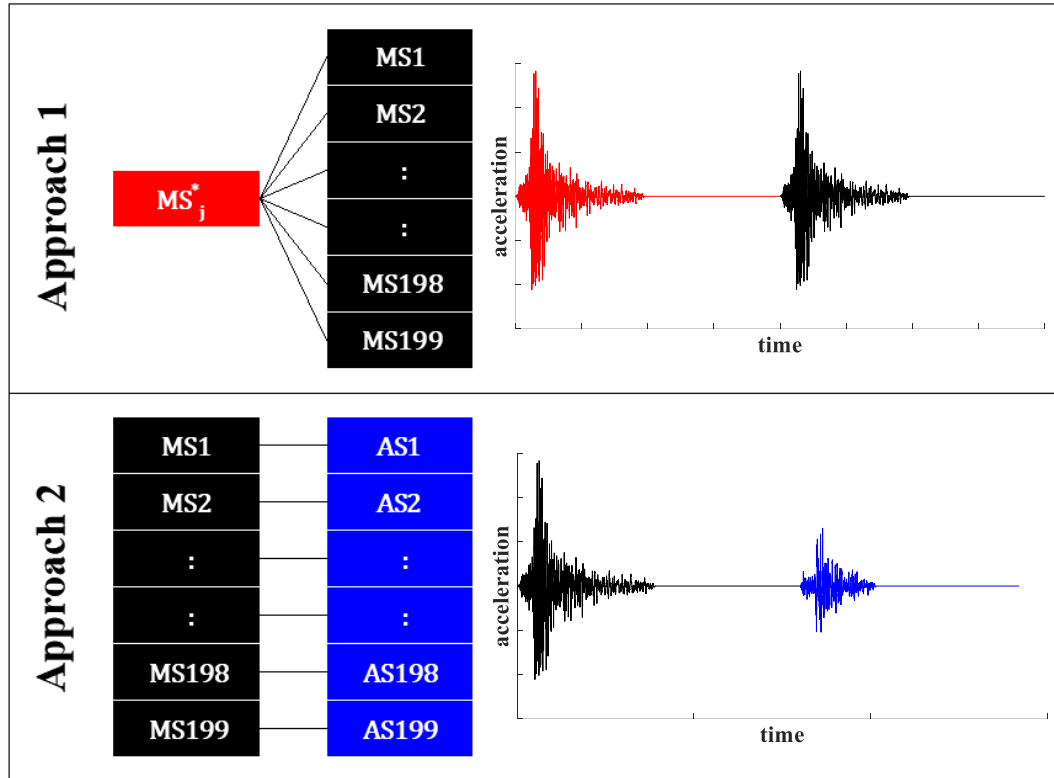 Approach 1
MS*j
MS1
MS2
:
:
MS198
MS199
acceleration
time
Approach 2
MS1
MS2
:
:
MS198
MS199
AS1
AS2
:
:
AS198
AS199
acceleration
time